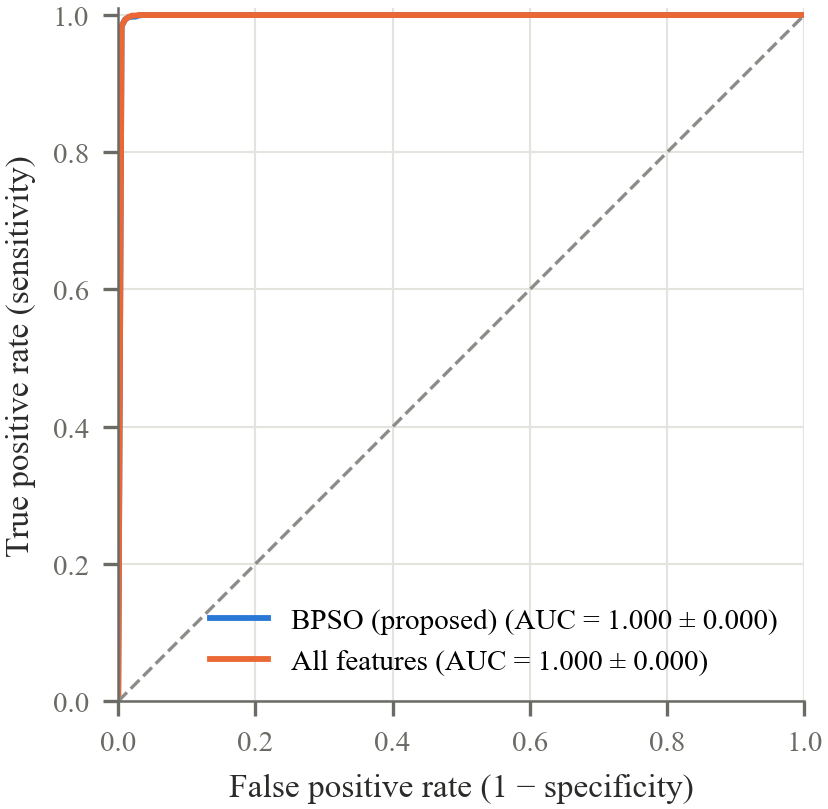 1.0
0.8
0.6
0.4
0.2
0.0
True positive rate (sensitivity)
BPSO (proposed) (AUC = 1.000 ± 0.000)
All features (AUC = 1.000 ± 0.000)
0.0 0.2 0.4 0.6 0.8 1.0
False positive rate (1 − specificity)